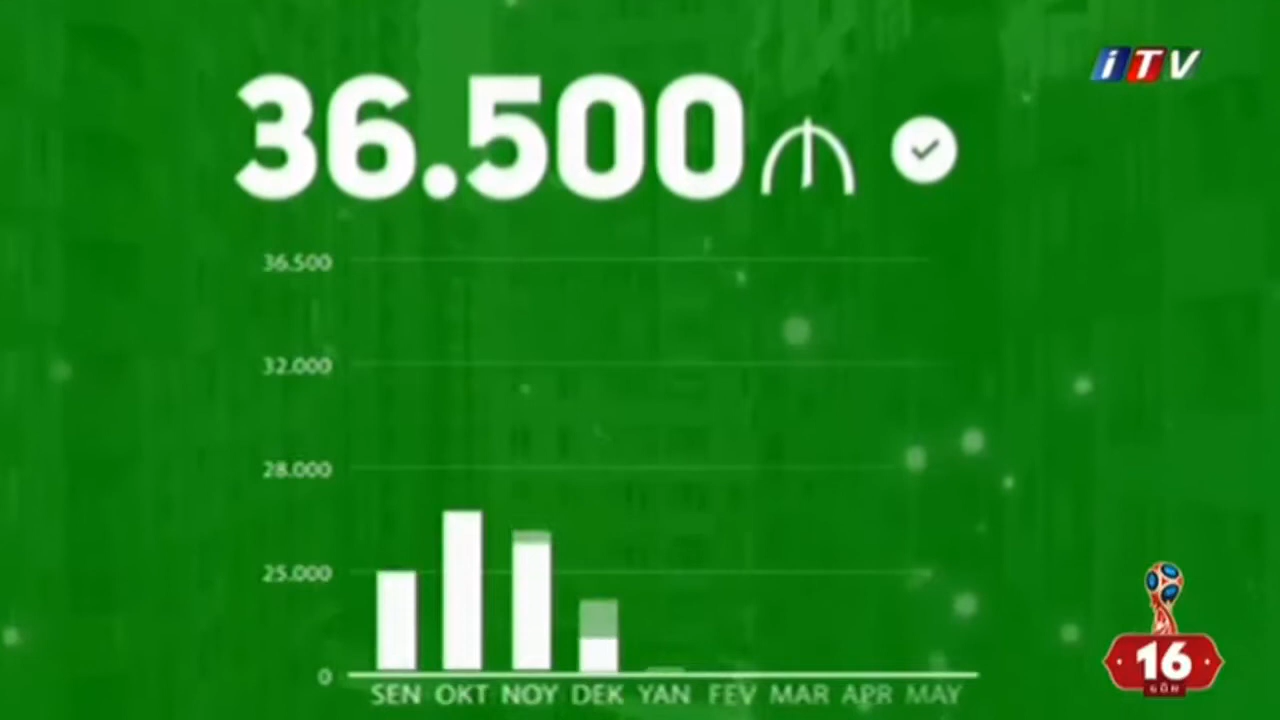 iTV
36.500 ₼
36.500
32.000
28.000
25.000
0
SEN OKT NOY DEK YAN FEV MAR APR MAY
16
GÜN